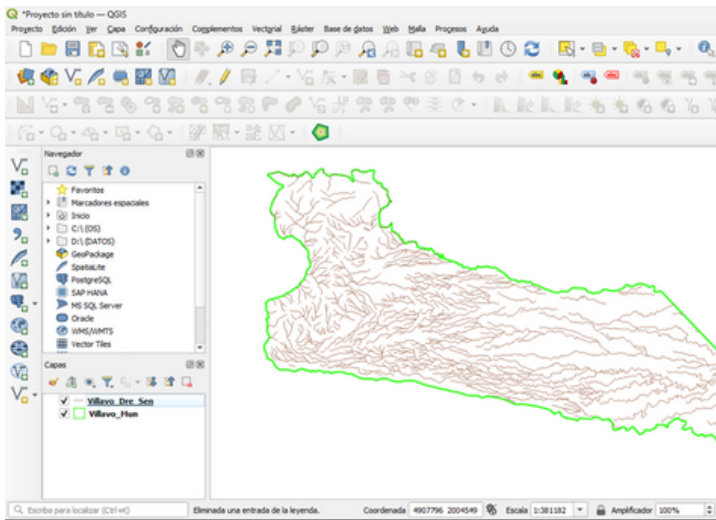 *Proyecto sin título — QGIS
Proyecto Edición Ver Capa Configuración Complementos Vectorial Ráster Base de datos Web Malla Procesos Ayuda
abc
abc
Navegador
Favoritos
Marcadores espaciales
Inicio
C:\ (OS)
D:\ (DATOS)
GeoPackage
SpatiaLite
PostgreSQL
SAP HANA
MS SQL Server
Oracle
WMS/WMTS
Vector Tiles
Capas
Villavo_Dre_Sen
Villavo_Mun
Escriba para localizar (Ctrl+K)
Eliminada una entrada de la leyenda.
Coordenada 4907796 2004549
Escala 1:381182
Amplificador 100%